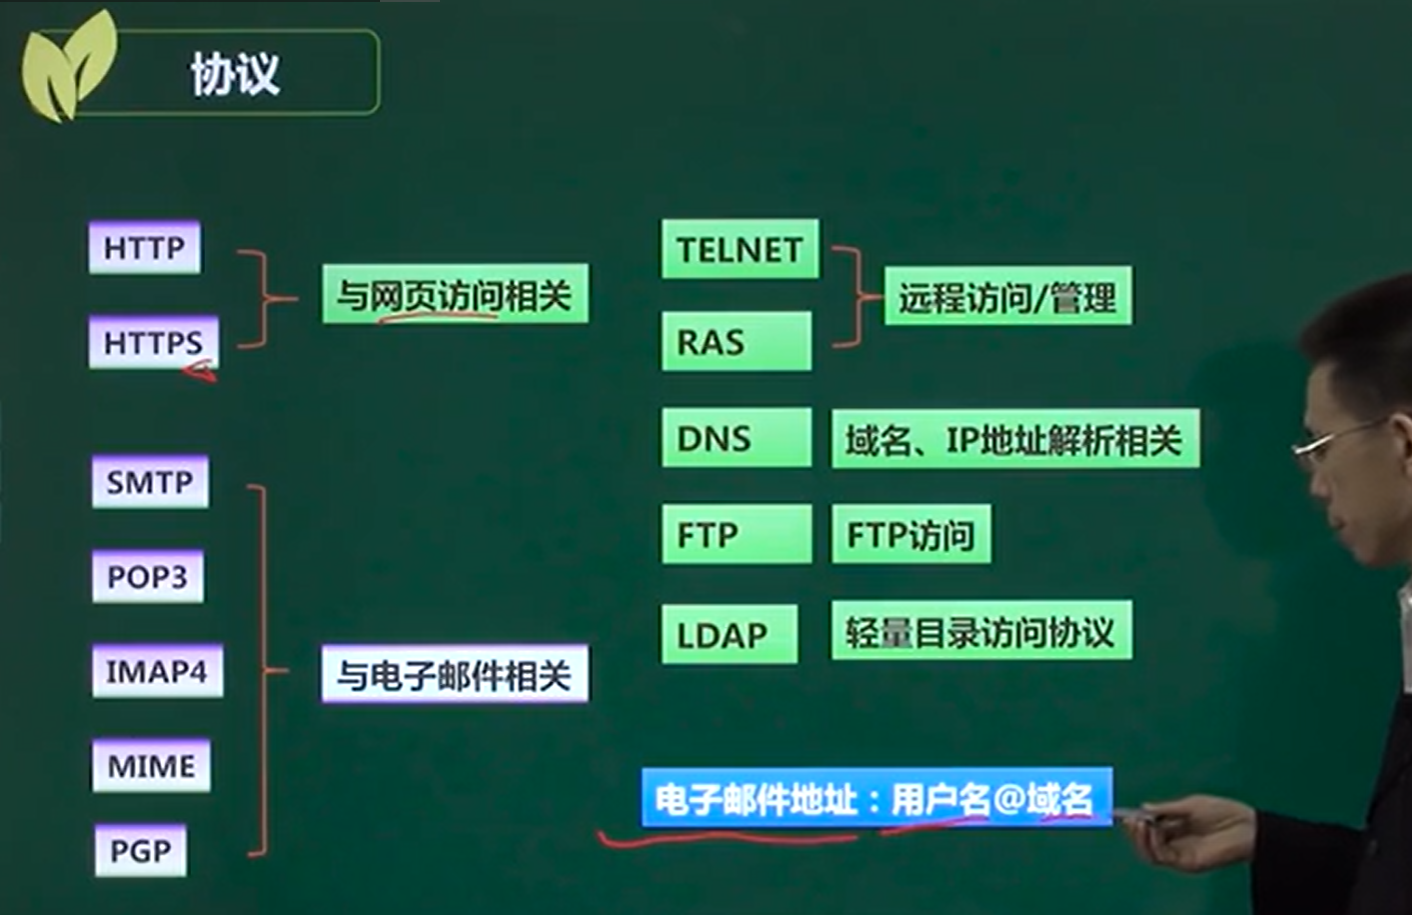 协议
HTTP
HTTPS
与网页访问相关
SMTP
POP3
IMAP4
MIME
PGP
与电子邮件相关
TELNET
RAS
远程访问/管理
DNS
域名、IP地址解析相关
FTP
FTP访问
LDAP
轻量目录访问协议
电子邮件地址：用户名@域名